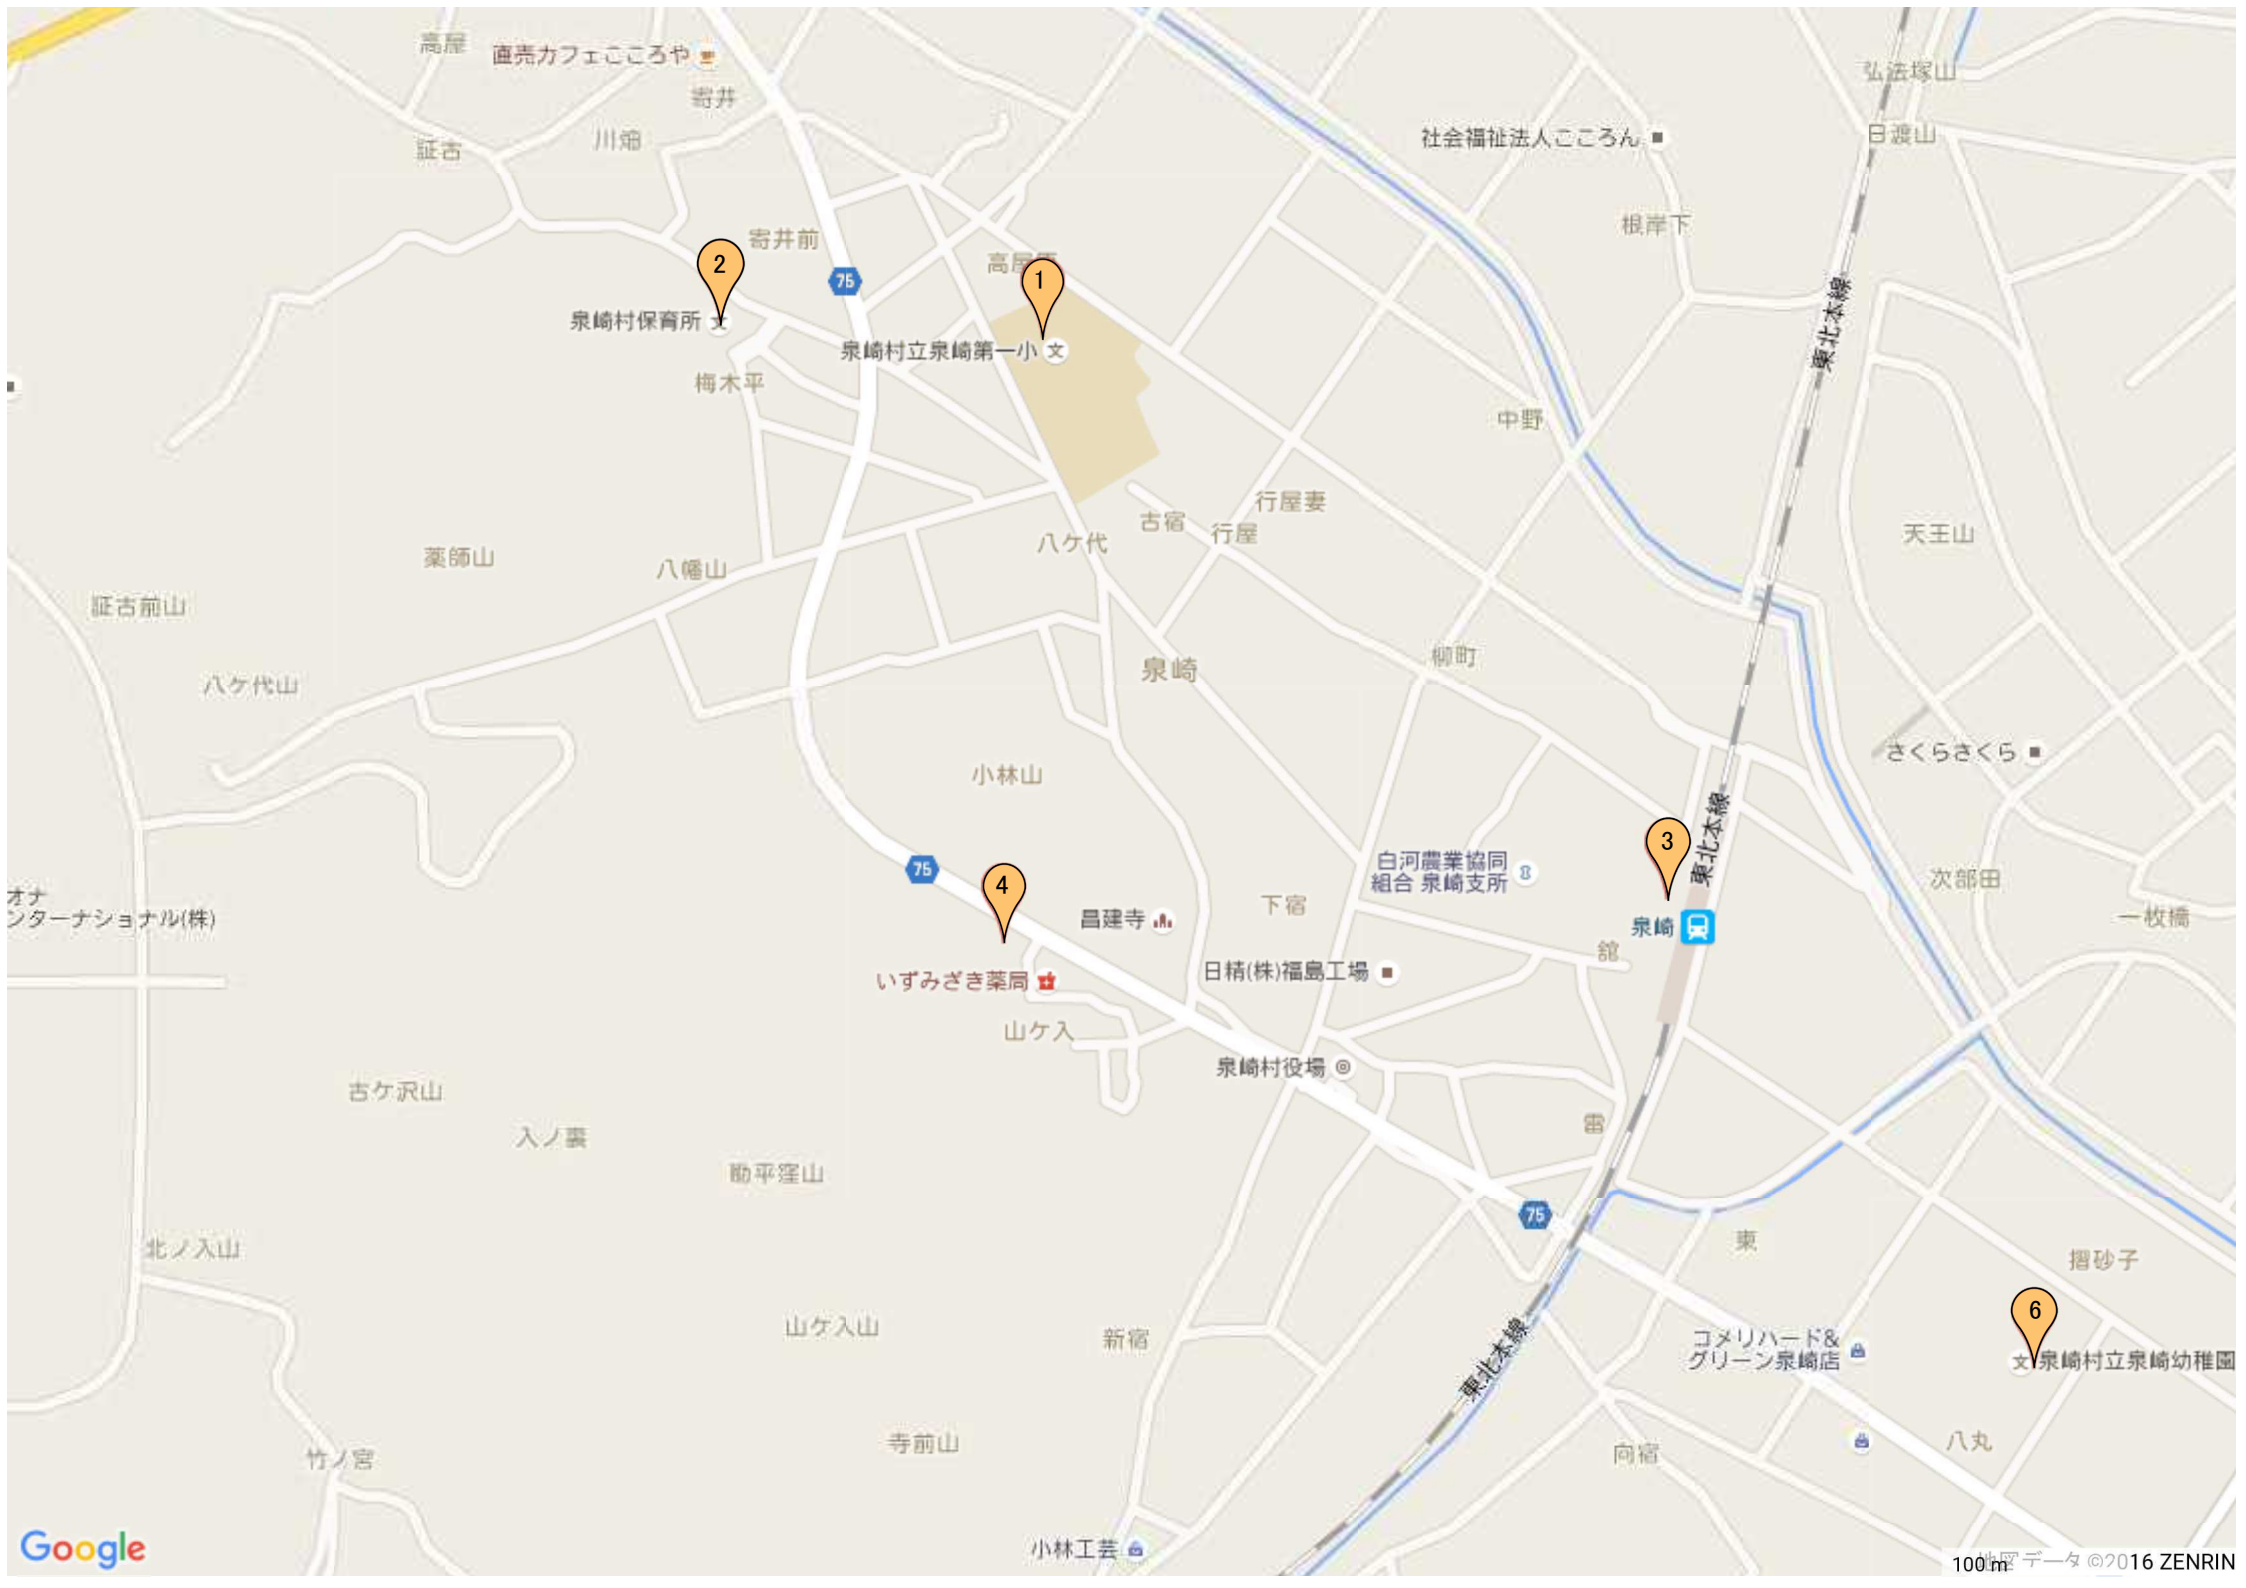 高屋
直売カフェこころや
寄井
弘法塚山
証古
川畑
社会福祉法人こころん
日渡山
寄井前
根岸下
2
高屋原
1
75
泉崎村保育所
泉崎村立泉崎第一小
文
東北本線
梅木平
中野
行屋妻
古宿
行屋
天王山
八ケ代
薬師山
八幡山
証古前山
柳町
泉崎
八ケ代山
さくらさくら
小林山
3
東北本線
75
4
白河農業協同
組合 泉崎支所
次部田
オナ
ンターナショナル(株)
昌建寺
下宿
泉崎
一枚橋
舘
いずみざき薬局
日精(株)福島工場
山ケ入
泉崎村役場
古ケ沢山
入ノ裏
雷
勘平窪山
75
東
北ノ入山
摺砂子
6
山ケ入山
新宿
東北本線
コメリハード&
グリーン泉崎店
文
泉崎村立泉崎幼稚園
寺前山
向宿
八丸
竹ノ宮
Google
小林工芸
100 m
地図データ ©2016 ZENRIN